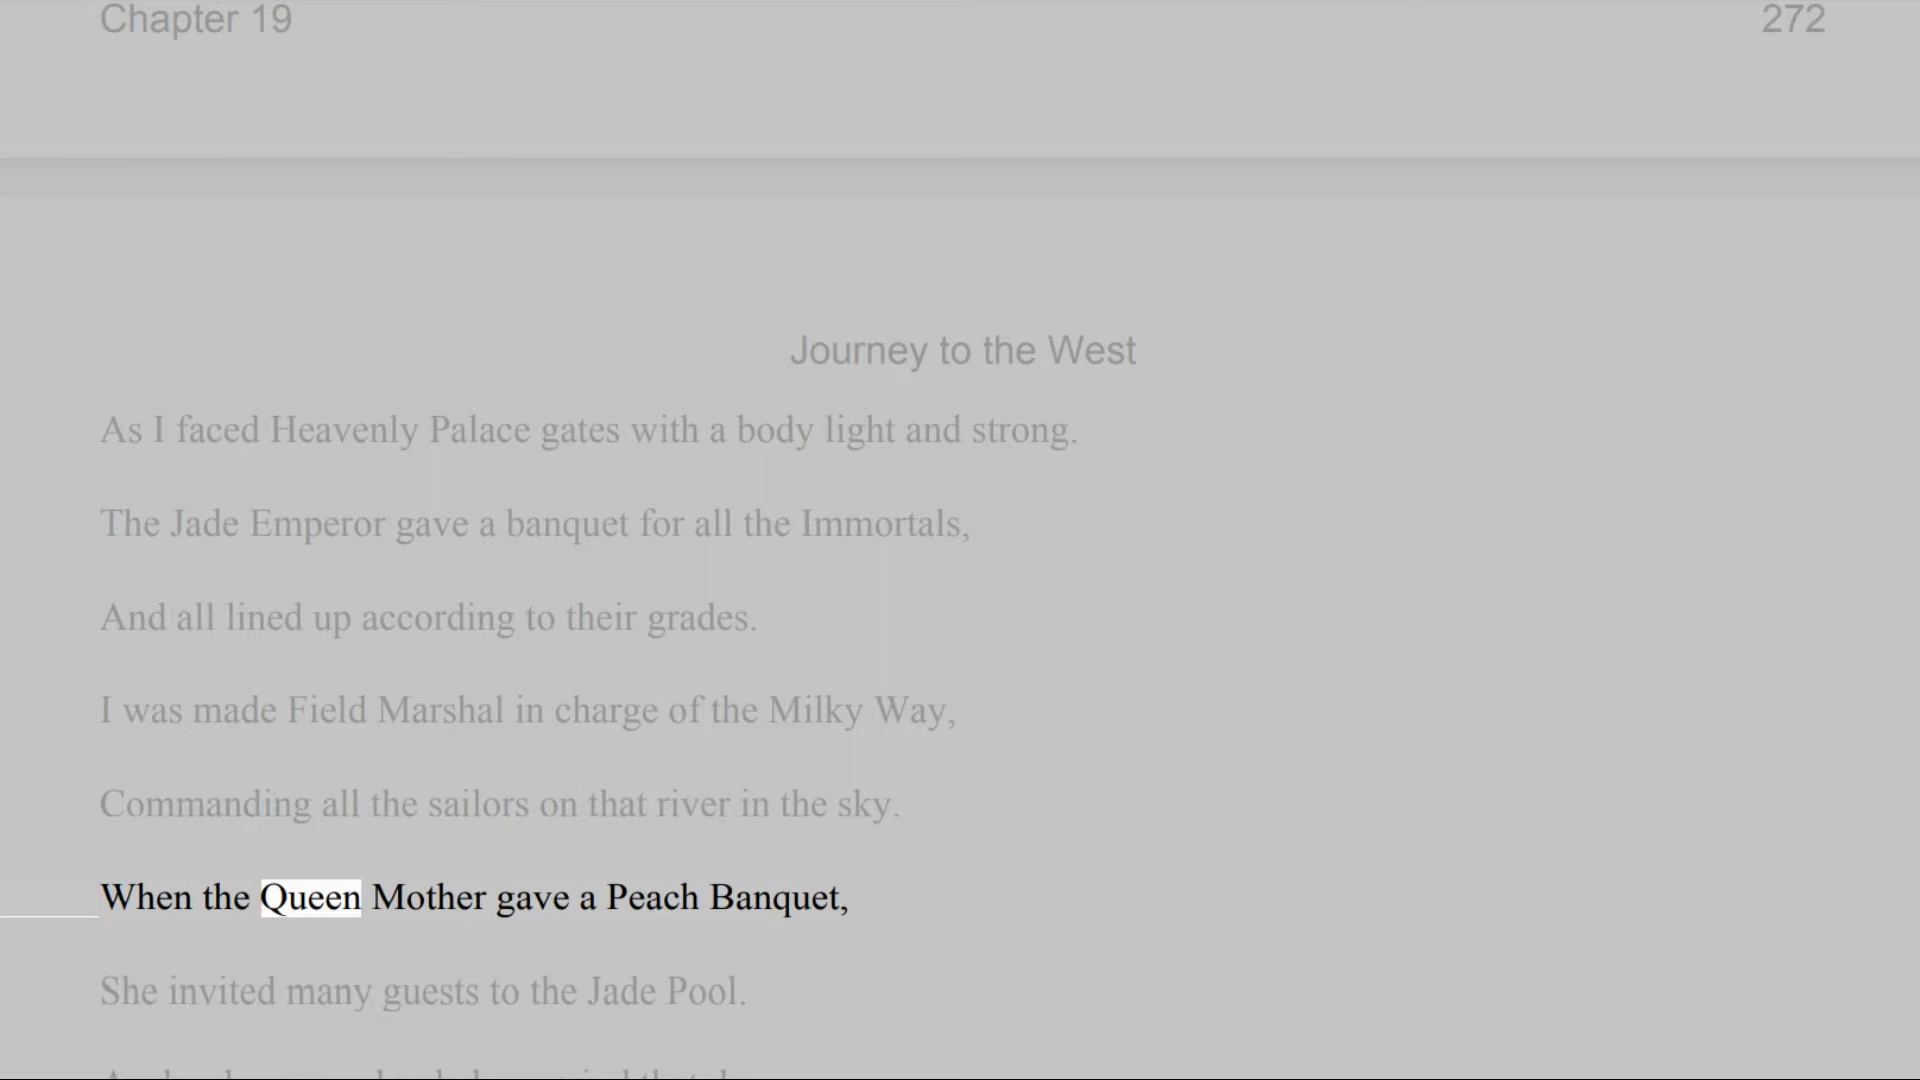 Chapter 19 272
Journey to the West
As I faced Heavenly Palace gates with a body light and strong.
The Jade Emperor gave a banquet for all the Immortals,
And all lined up according to their grades.
I was made Field Marshal in charge of the Milky Way,
Commanding all the sailors on that river in the sky.
When the Queen Mother gave a Peach Banquet,
She invited many guests to the Jade Pool.